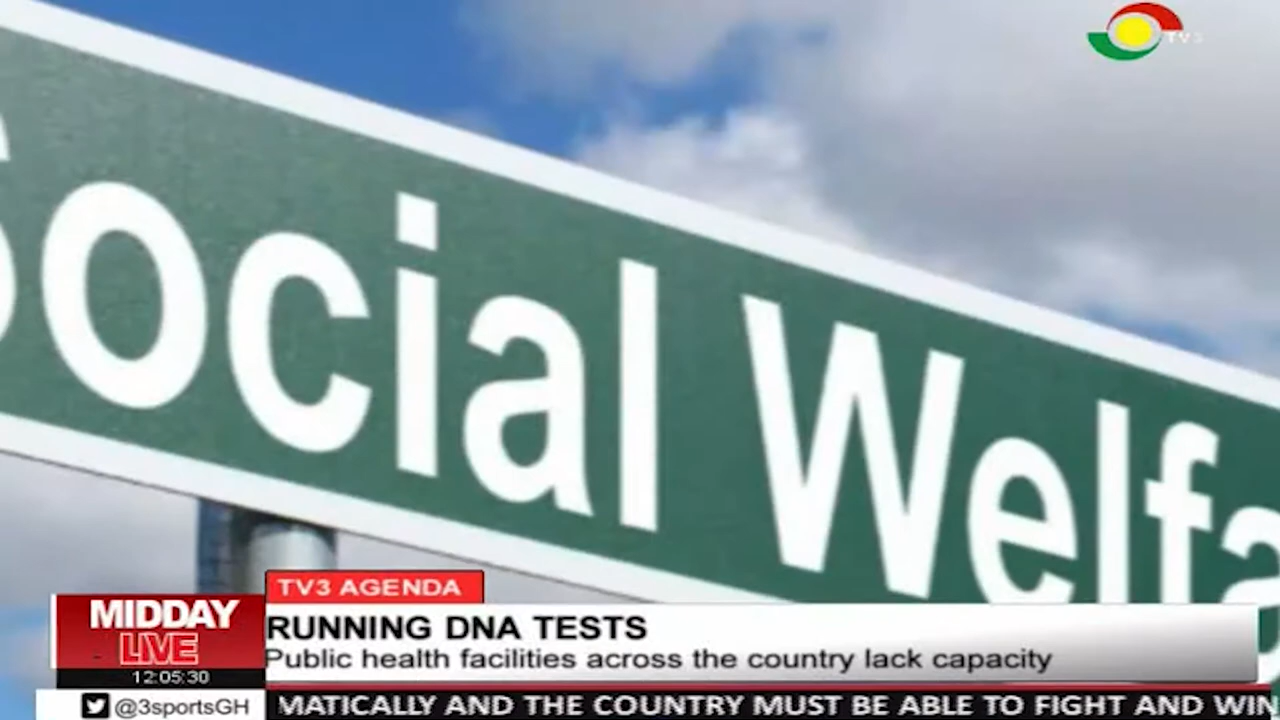 TV3
Social Welfa
TV3 AGENDA
MIDDAY
LIVE
RUNNING DNA TESTS
Public health facilities across the country lack capacity
12:05:30
@3sportsGH
MATICALLY AND THE COUNTRY MUST BE ABLE TO FIGHT AND WIN